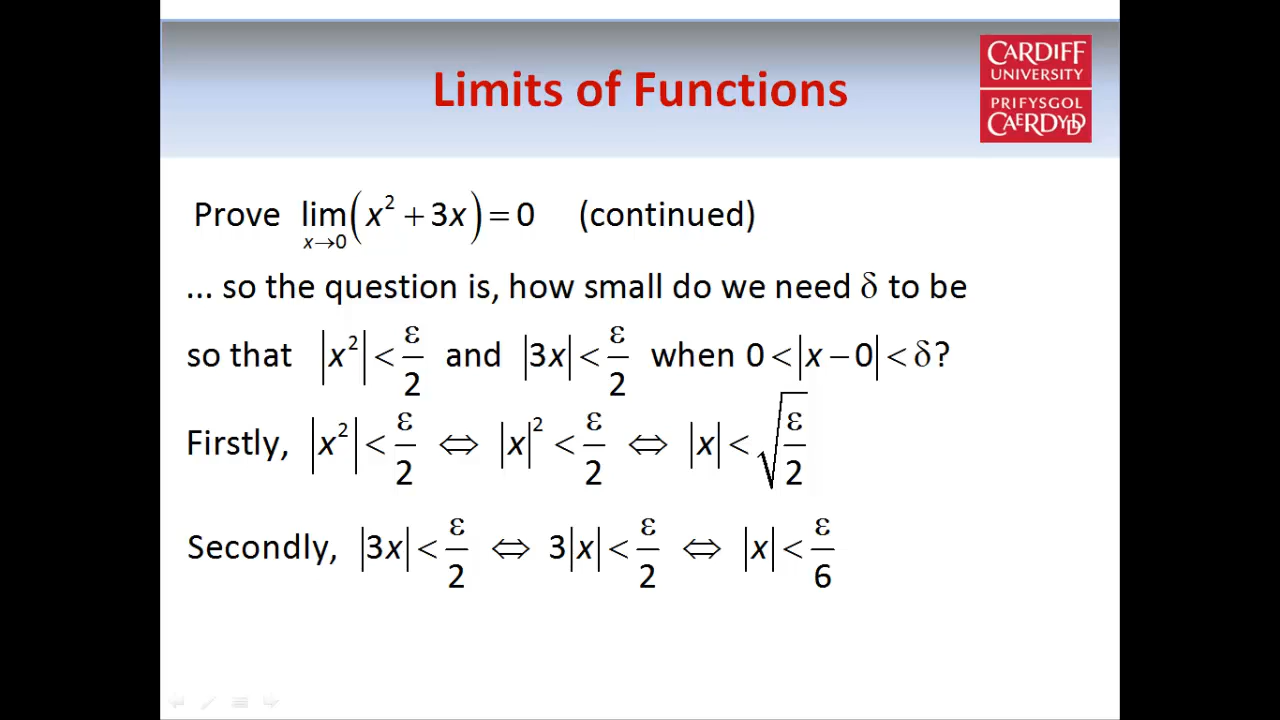 Limits of Functions
CARDIFF
UNIVERSITY
PRIFYSGOL
CAERDYDD
Prove lim x→0 (x² + 3x) = 0 (continued)
... so the question is, how small do we need δ to be
so that |x²| < ε/2 and |3x| < ε/2 when 0 < |x − 0| < δ?
Firstly, |x²| < ε/2 ⇔ |x|² < ε/2 ⇔ |x| < √(ε/2)
Secondly, |3x| < ε/2 ⇔ 3|x| < ε/2 ⇔ |x| < ε/6